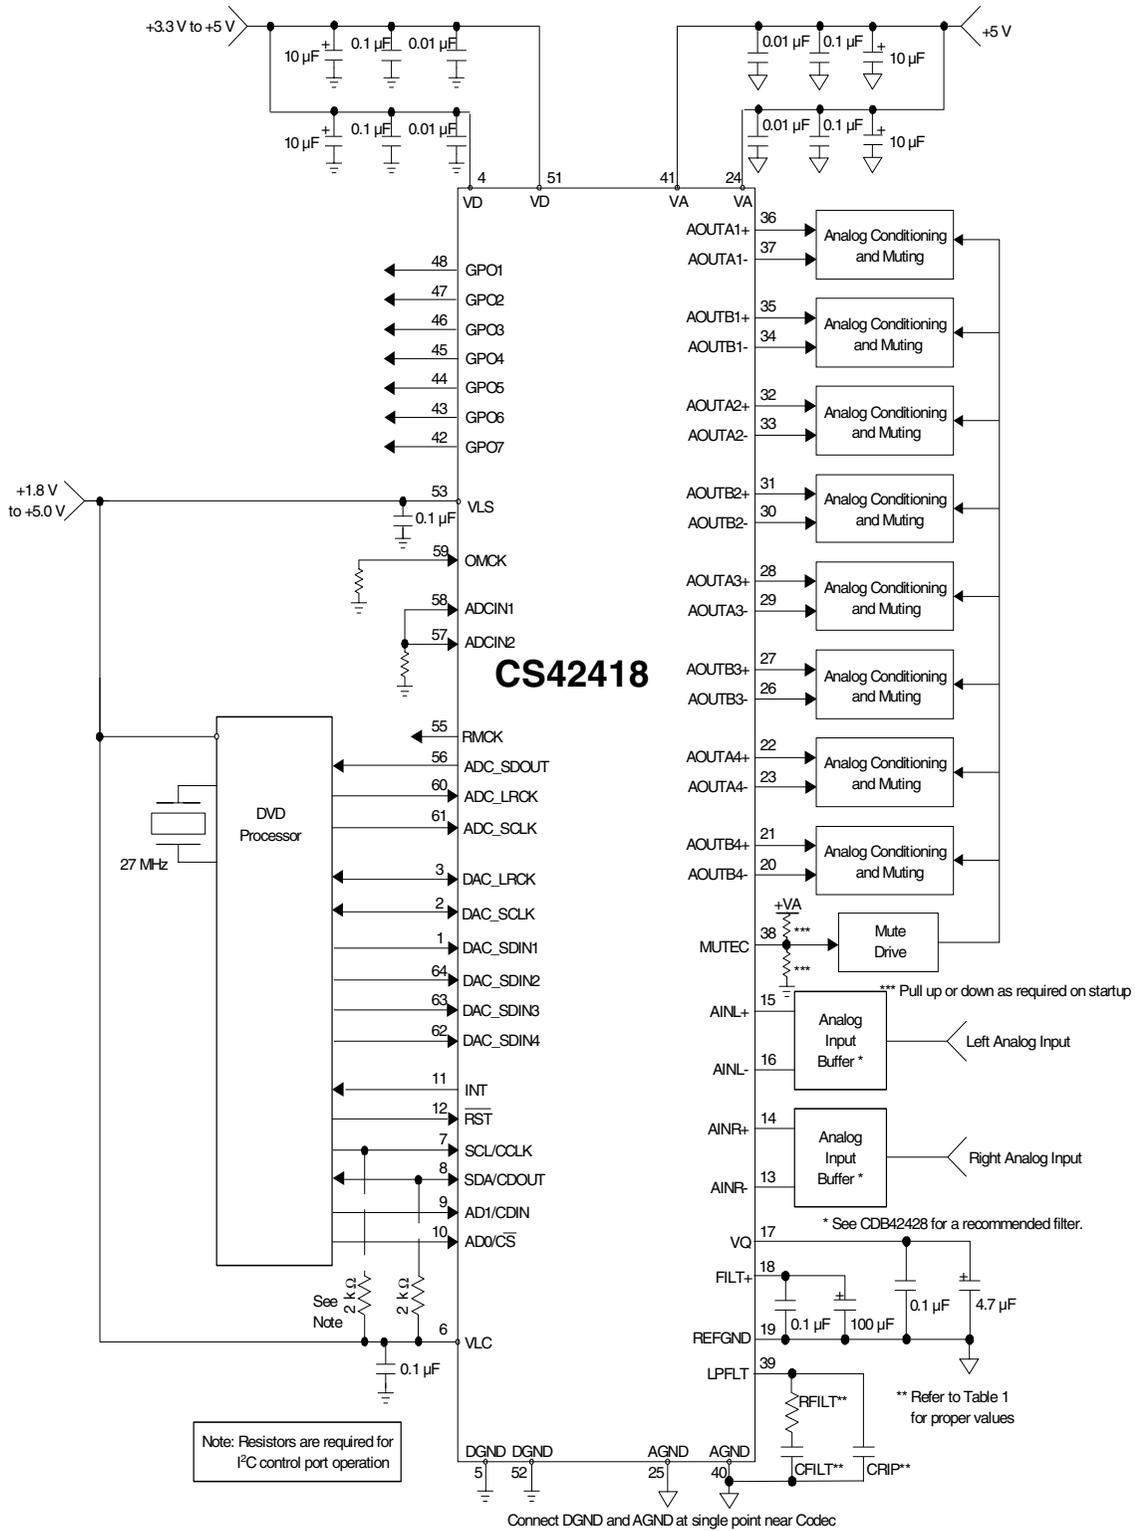 +3.3 V to +5 V
10 µF
+
0.1 µF
0.01 µF
0.01 µF
0.1 µF
+
10 µF
+5 V
10 µF
+
0.1 µF
0.01 µF
0.01 µF
0.1 µF
+
10 µF
4
51
41
24
VD
VD
VA
VA
48
GPO1
47
GPO2
46
GPO3
45
GPO4
44
GPO5
43
GPO6
42
GPO7
+1.8 V
to +5.0 V
53
VLS
0.1 µF
59
OMCK
58
ADCIN1
57
ADCIN2
CS42418
55
RMCK
56
ADC_SDOUT
60
ADC_LRCK
61
ADC_SCLK
DVD
Processor
27 MHz
3
DAC_LRCK
2
DAC_SCLK
1
DAC_SDIN1
64
DAC_SDIN2
63
DAC_SDIN3
62
DAC_SDIN4
11
INT
12
RST
7
SCL/CCLK
8
SDA/CDOUT
9
AD1/CDIN
10
AD0/CS
See
Note
2 kΩ
2 kΩ
6
VLC
0.1 µF
Note: Resistors are required for
I²C control port operation
AOUTA1+
36
AOUTA1-
37
Analog Conditioning
and Muting
AOUTB1+
35
AOUTB1-
34
Analog Conditioning
and Muting
AOUTA2+
32
AOUTA2-
33
Analog Conditioning
and Muting
AOUTB2+
31
AOUTB2-
30
Analog Conditioning
and Muting
AOUTA3+
28
AOUTA3-
29
Analog Conditioning
and Muting
AOUTB3+
27
AOUTB3-
26
Analog Conditioning
and Muting
AOUTA4+
22
AOUTA4-
23
Analog Conditioning
and Muting
AOUTB4+
21
AOUTB4-
20
Analog Conditioning
and Muting
+VA
***
MUTEC
38
***
Mute
Drive
*** Pull up or down as required on startup
AINL+
15
AINL-
16
Analog
Input
Buffer *
Left Analog Input
AINR+
14
AINR-
13
Analog
Input
Buffer *
Right Analog Input
* See CDB42428 for a recommended filter.
VQ
17
FILT+
18
0.1 µF
+
100 µF
0.1 µF
+
4.7 µF
REFGND
19
LPFLT
39
RFILT**
CFILT**
CRIP**
** Refer to Table 1
for proper values
DGND
DGND
AGND
AGND
5
52
25
40
Connect DGND and AGND at single point near Codec